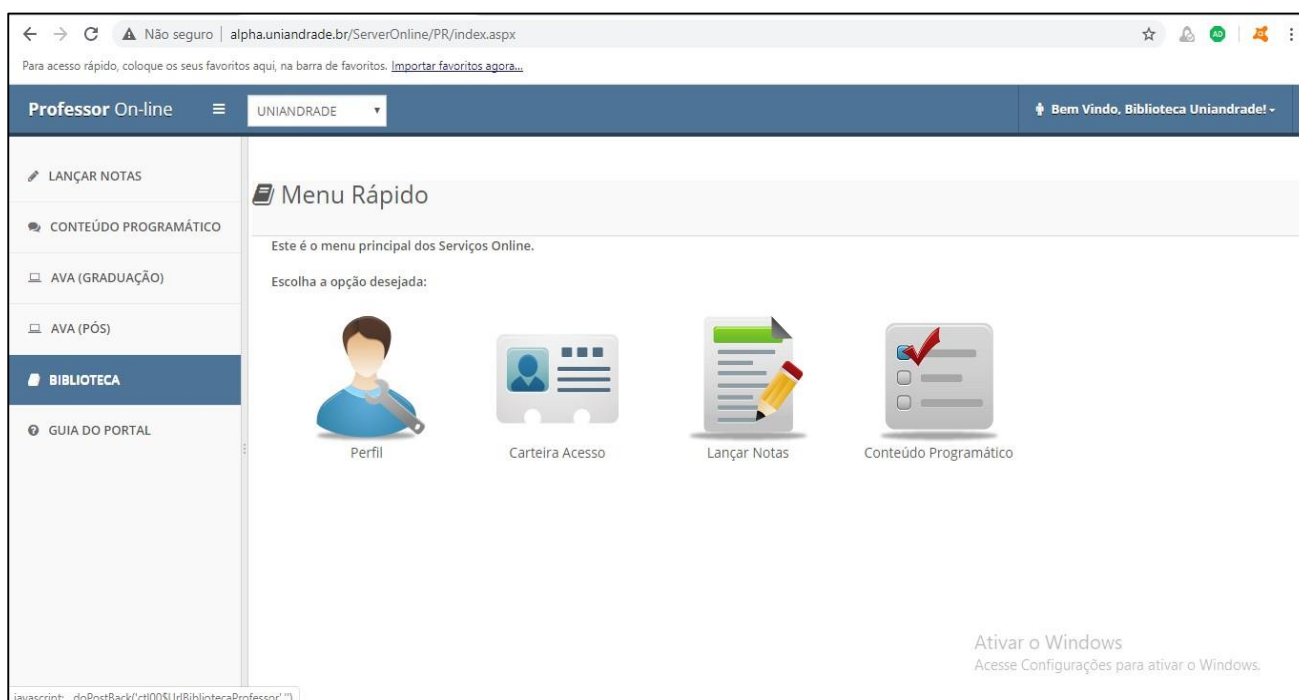 Não seguro | alpha.uniandrade.br/ServerOnline/PR/index.aspx
Para acesso rápido, coloque os seus favoritos aqui, na barra de favoritos. Importar favoritos agora...
Professor On-line
UNIANDRADE
Bem Vindo, Biblioteca Uniandrade!
LANÇAR NOTAS
CONTEÚDO PROGRAMÁTICO
AVA (GRADUAÇÃO)
AVA (PÓS)
BIBLIOTECA
GUIA DO PORTAL
Menu Rápido
Este é o menu principal dos Serviços Online.
Escolha a opção desejada:
Perfil
Carteira Acesso
Lançar Notas
Conteúdo Programático
Ativar o Windows
Acesse Configurações para ativar o Windows.
javascript:__doPostBack('ctl00$UrlBibliotecaProfessor','')